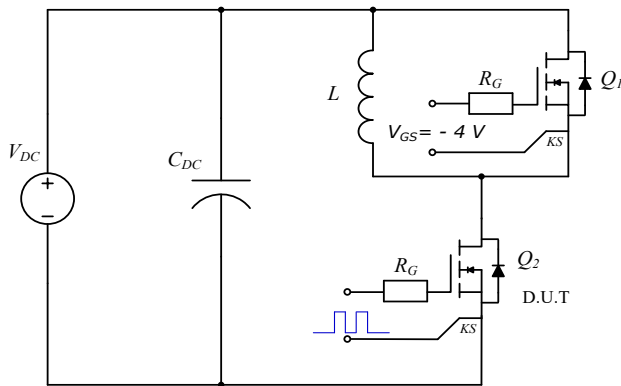 R_G
Q_1
L
V_GS = - 4 V
KS
V_DC
C_DC
R_G
Q_2
D.U.T
KS